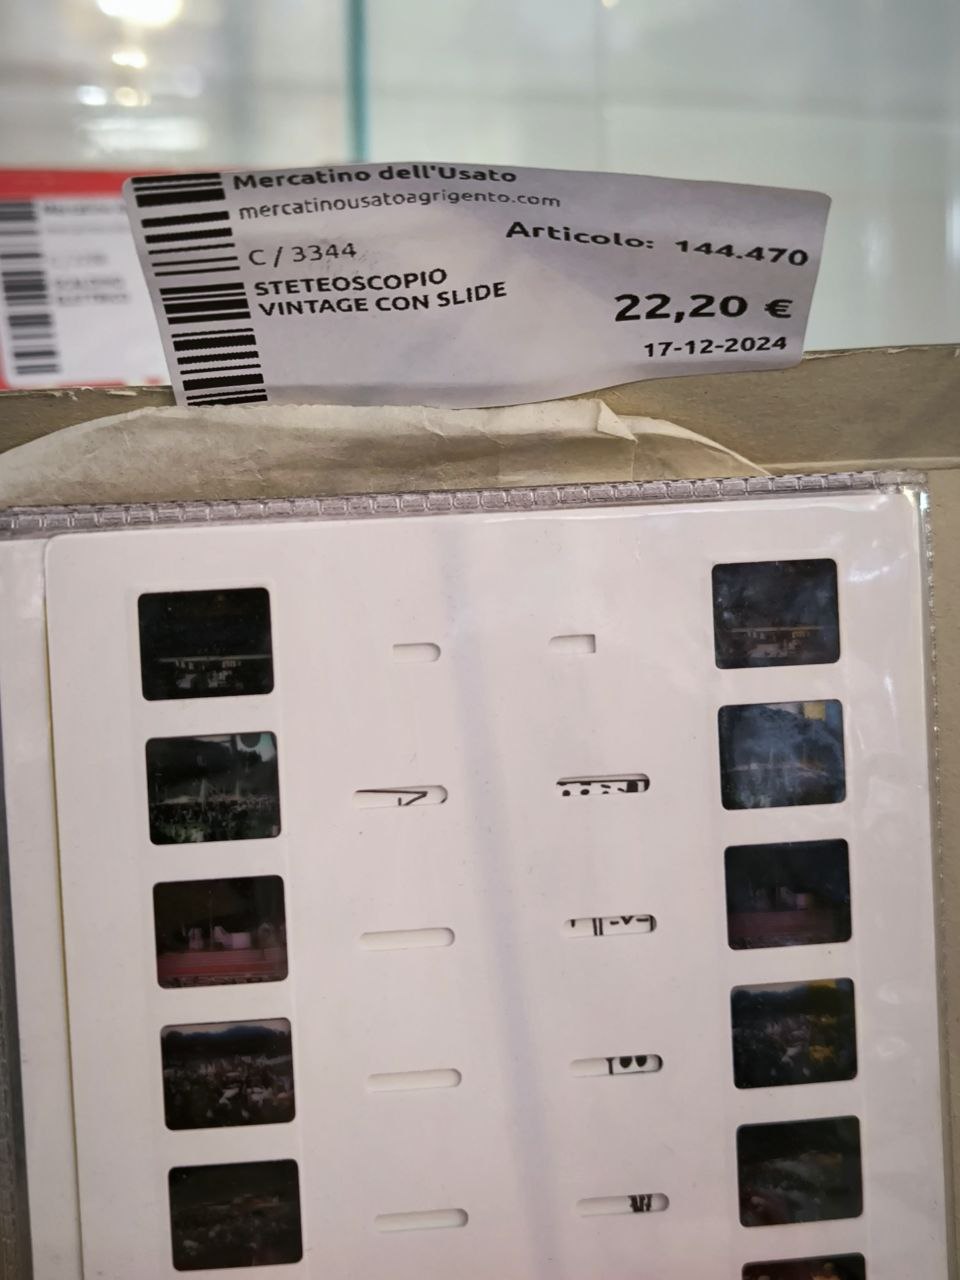 Mercatino dell'Usato
mercatinousatoagrigento.com
C / 3344
Articolo: 144.470
STETEOSCOPIO
VINTAGE CON SLIDE
22,20 €
17-12-2024